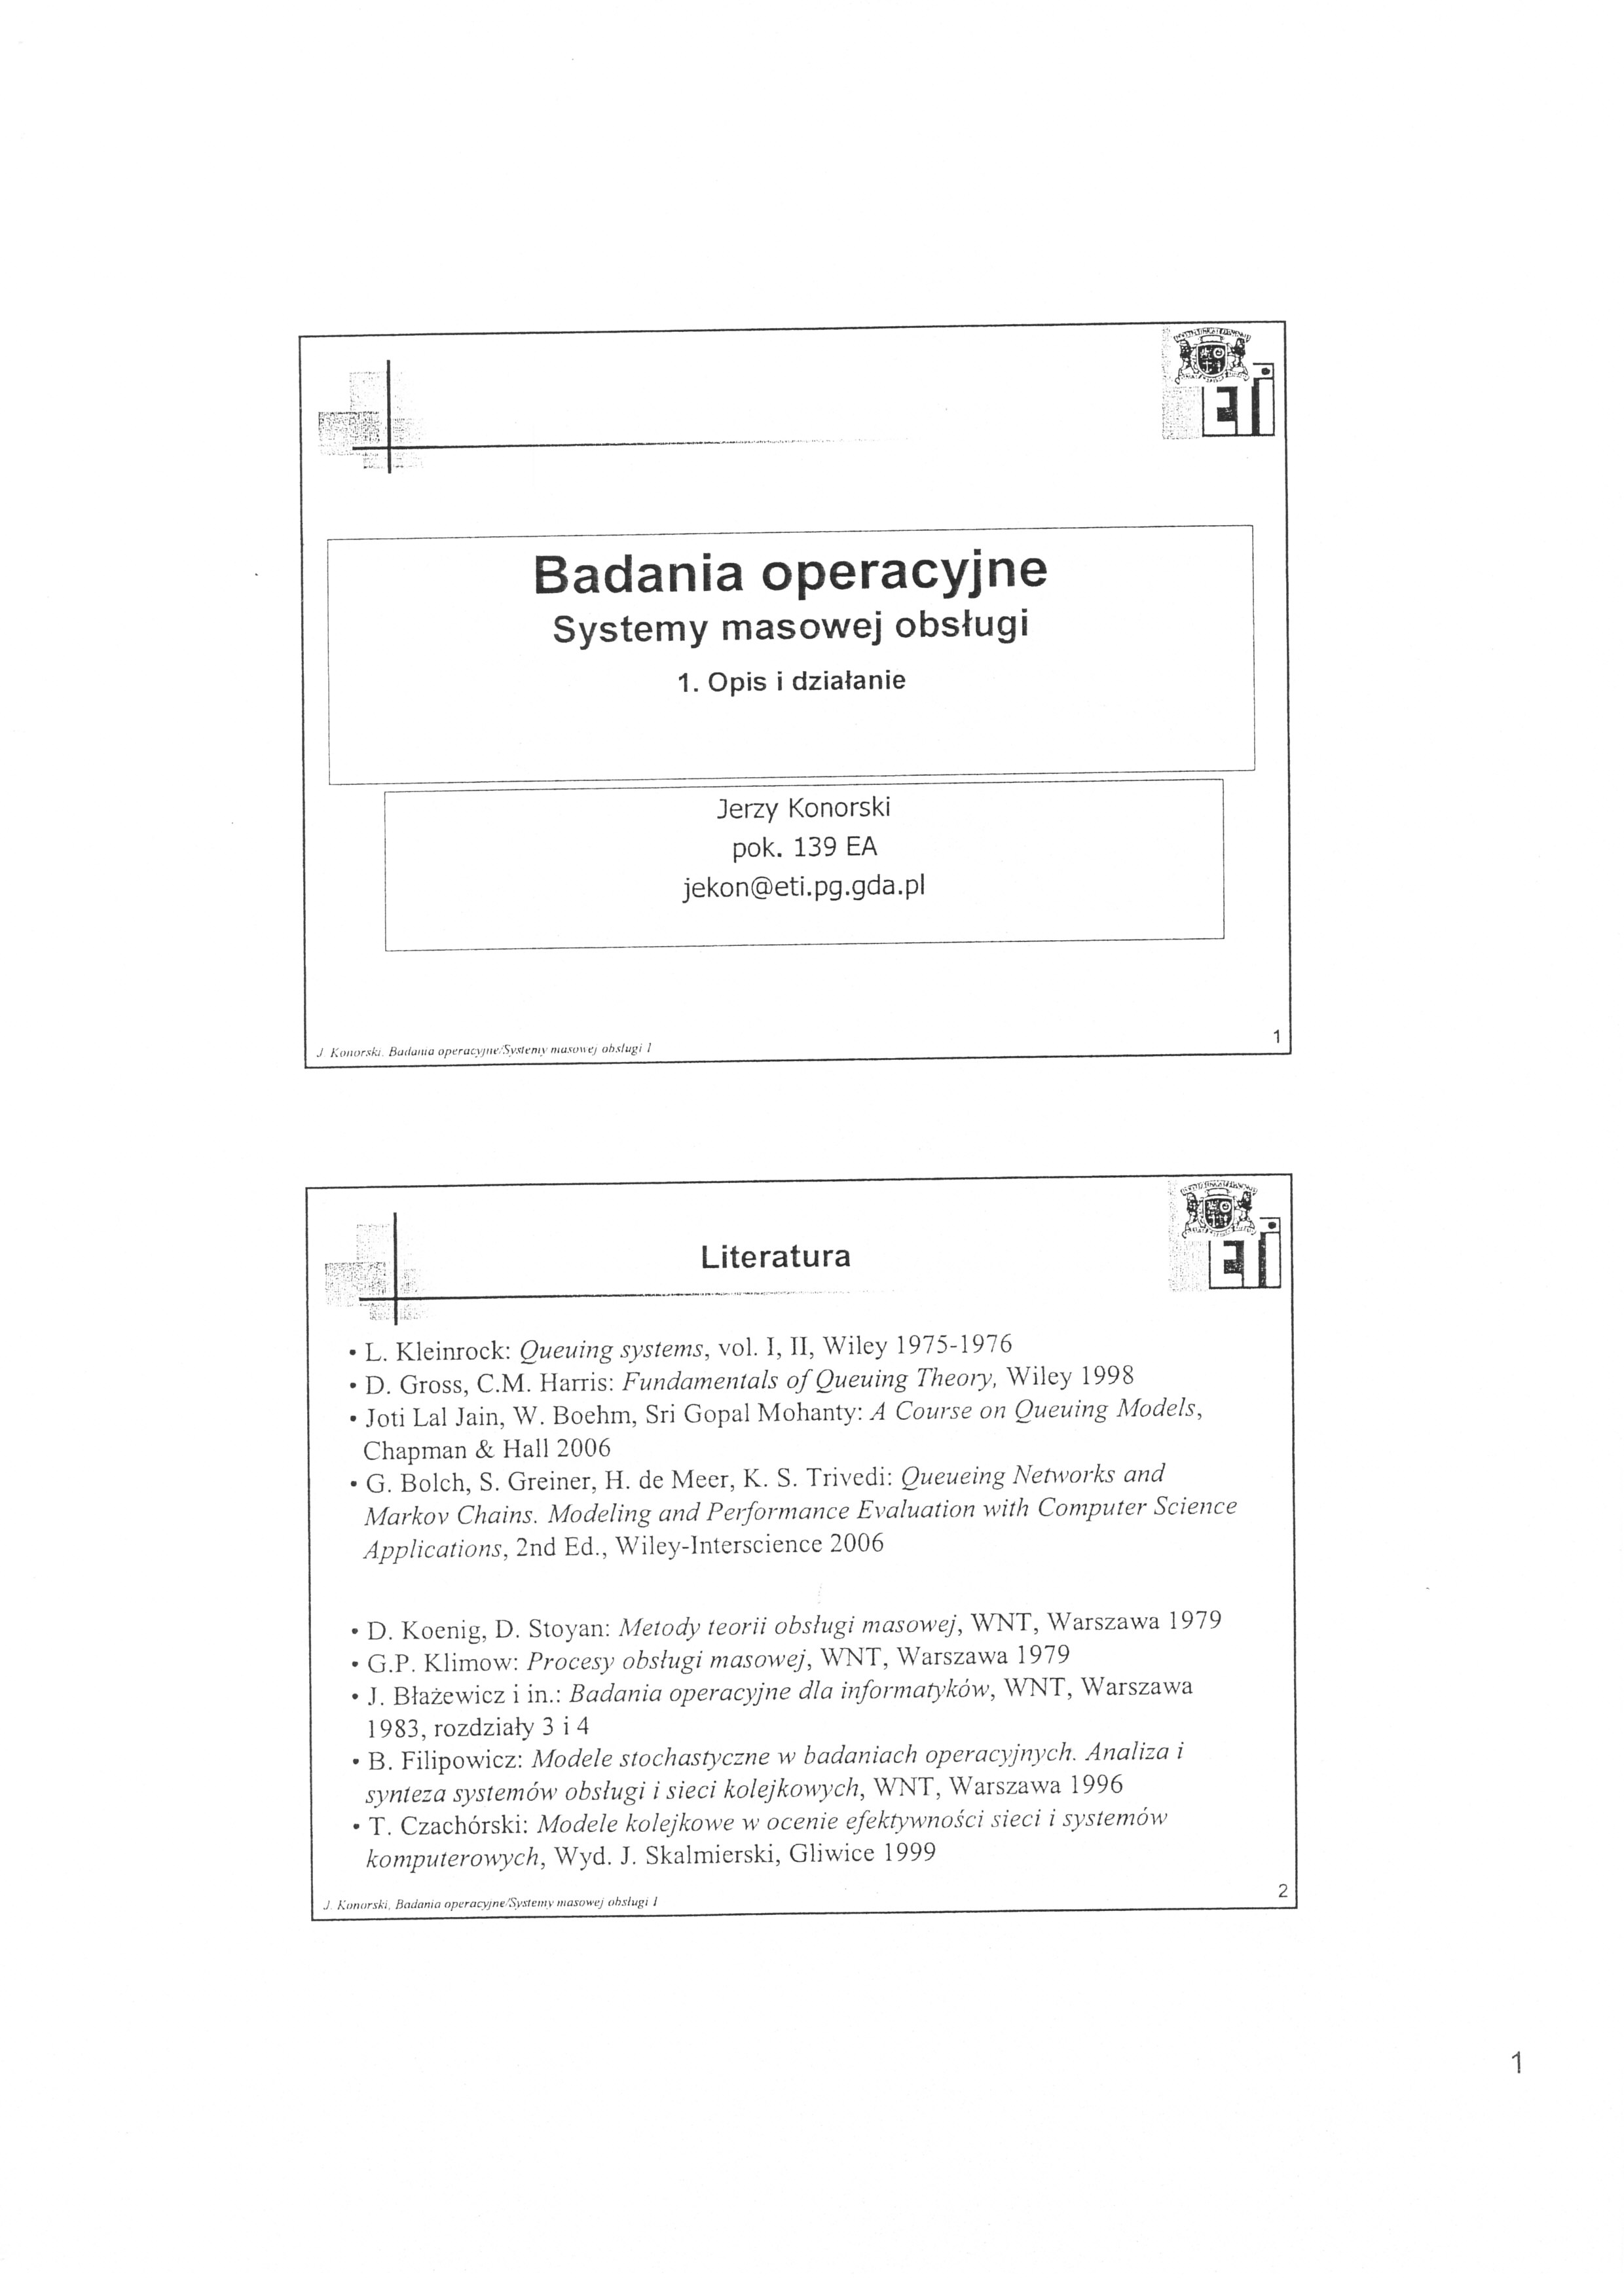 ETI
Badania operacyjne
Systemy masowej obsługi
1. Opis i działanie
Jerzy Konorski
pok. 139 EA
jekon@eti.pg.gda.pl
J. Konorski, Badania operacyjne/Systemy masowej obsługi 1
1
ETI
Literatura
• L. Kleinrock: Queuing systems, vol. I, II, Wiley 1975-1976
• D. Gross, C.M. Harris: Fundamentals of Queuing Theory, Wiley 1998
• Joti Lal Jain, W. Boehm, Sri Gopal Mohanty: A Course on Queuing Models,
Chapman & Hall 2006
• G. Bolch, S. Greiner, H. de Meer, K. S. Trivedi: Queueing Networks and
Markov Chains. Modeling and Performance Evaluation with Computer Science
Applications, 2nd Ed., Wiley-Interscience 2006
• D. Koenig, D. Stoyan: Metody teorii obsługi masowej, WNT, Warszawa 1979
• G.P. Klimow: Procesy obsługi masowej, WNT, Warszawa 1979
• J. Błażewicz i in.: Badania operacyjne dla informatyków, WNT, Warszawa
1983, rozdziały 3 i 4
• B. Filipowicz: Modele stochastyczne w badaniach operacyjnych. Analiza i
synteza systemów obsługi i sieci kolejkowych, WNT, Warszawa 1996
• T. Czachórski: Modele kolejkowe w ocenie efektywności sieci i systemów
komputerowych, Wyd. J. Skalmierski, Gliwice 1999
J. Konorski, Badania operacyjne/Systemy masowej obsługi 1
2
1